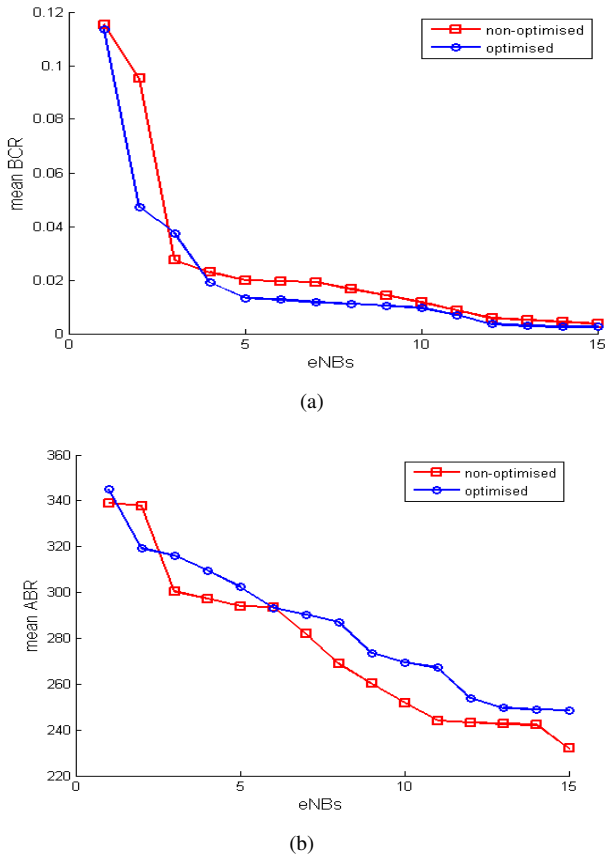 0.12
0.1
0.08
0.06
0.04
0.02
0
mean BCR
non-optimised
optimised
0 5 10 15
eNBs
(a)
360
340
320
300
280
260
240
220
mean ABR
non-optimised
optimised
0 5 10 15
eNBs
(b)